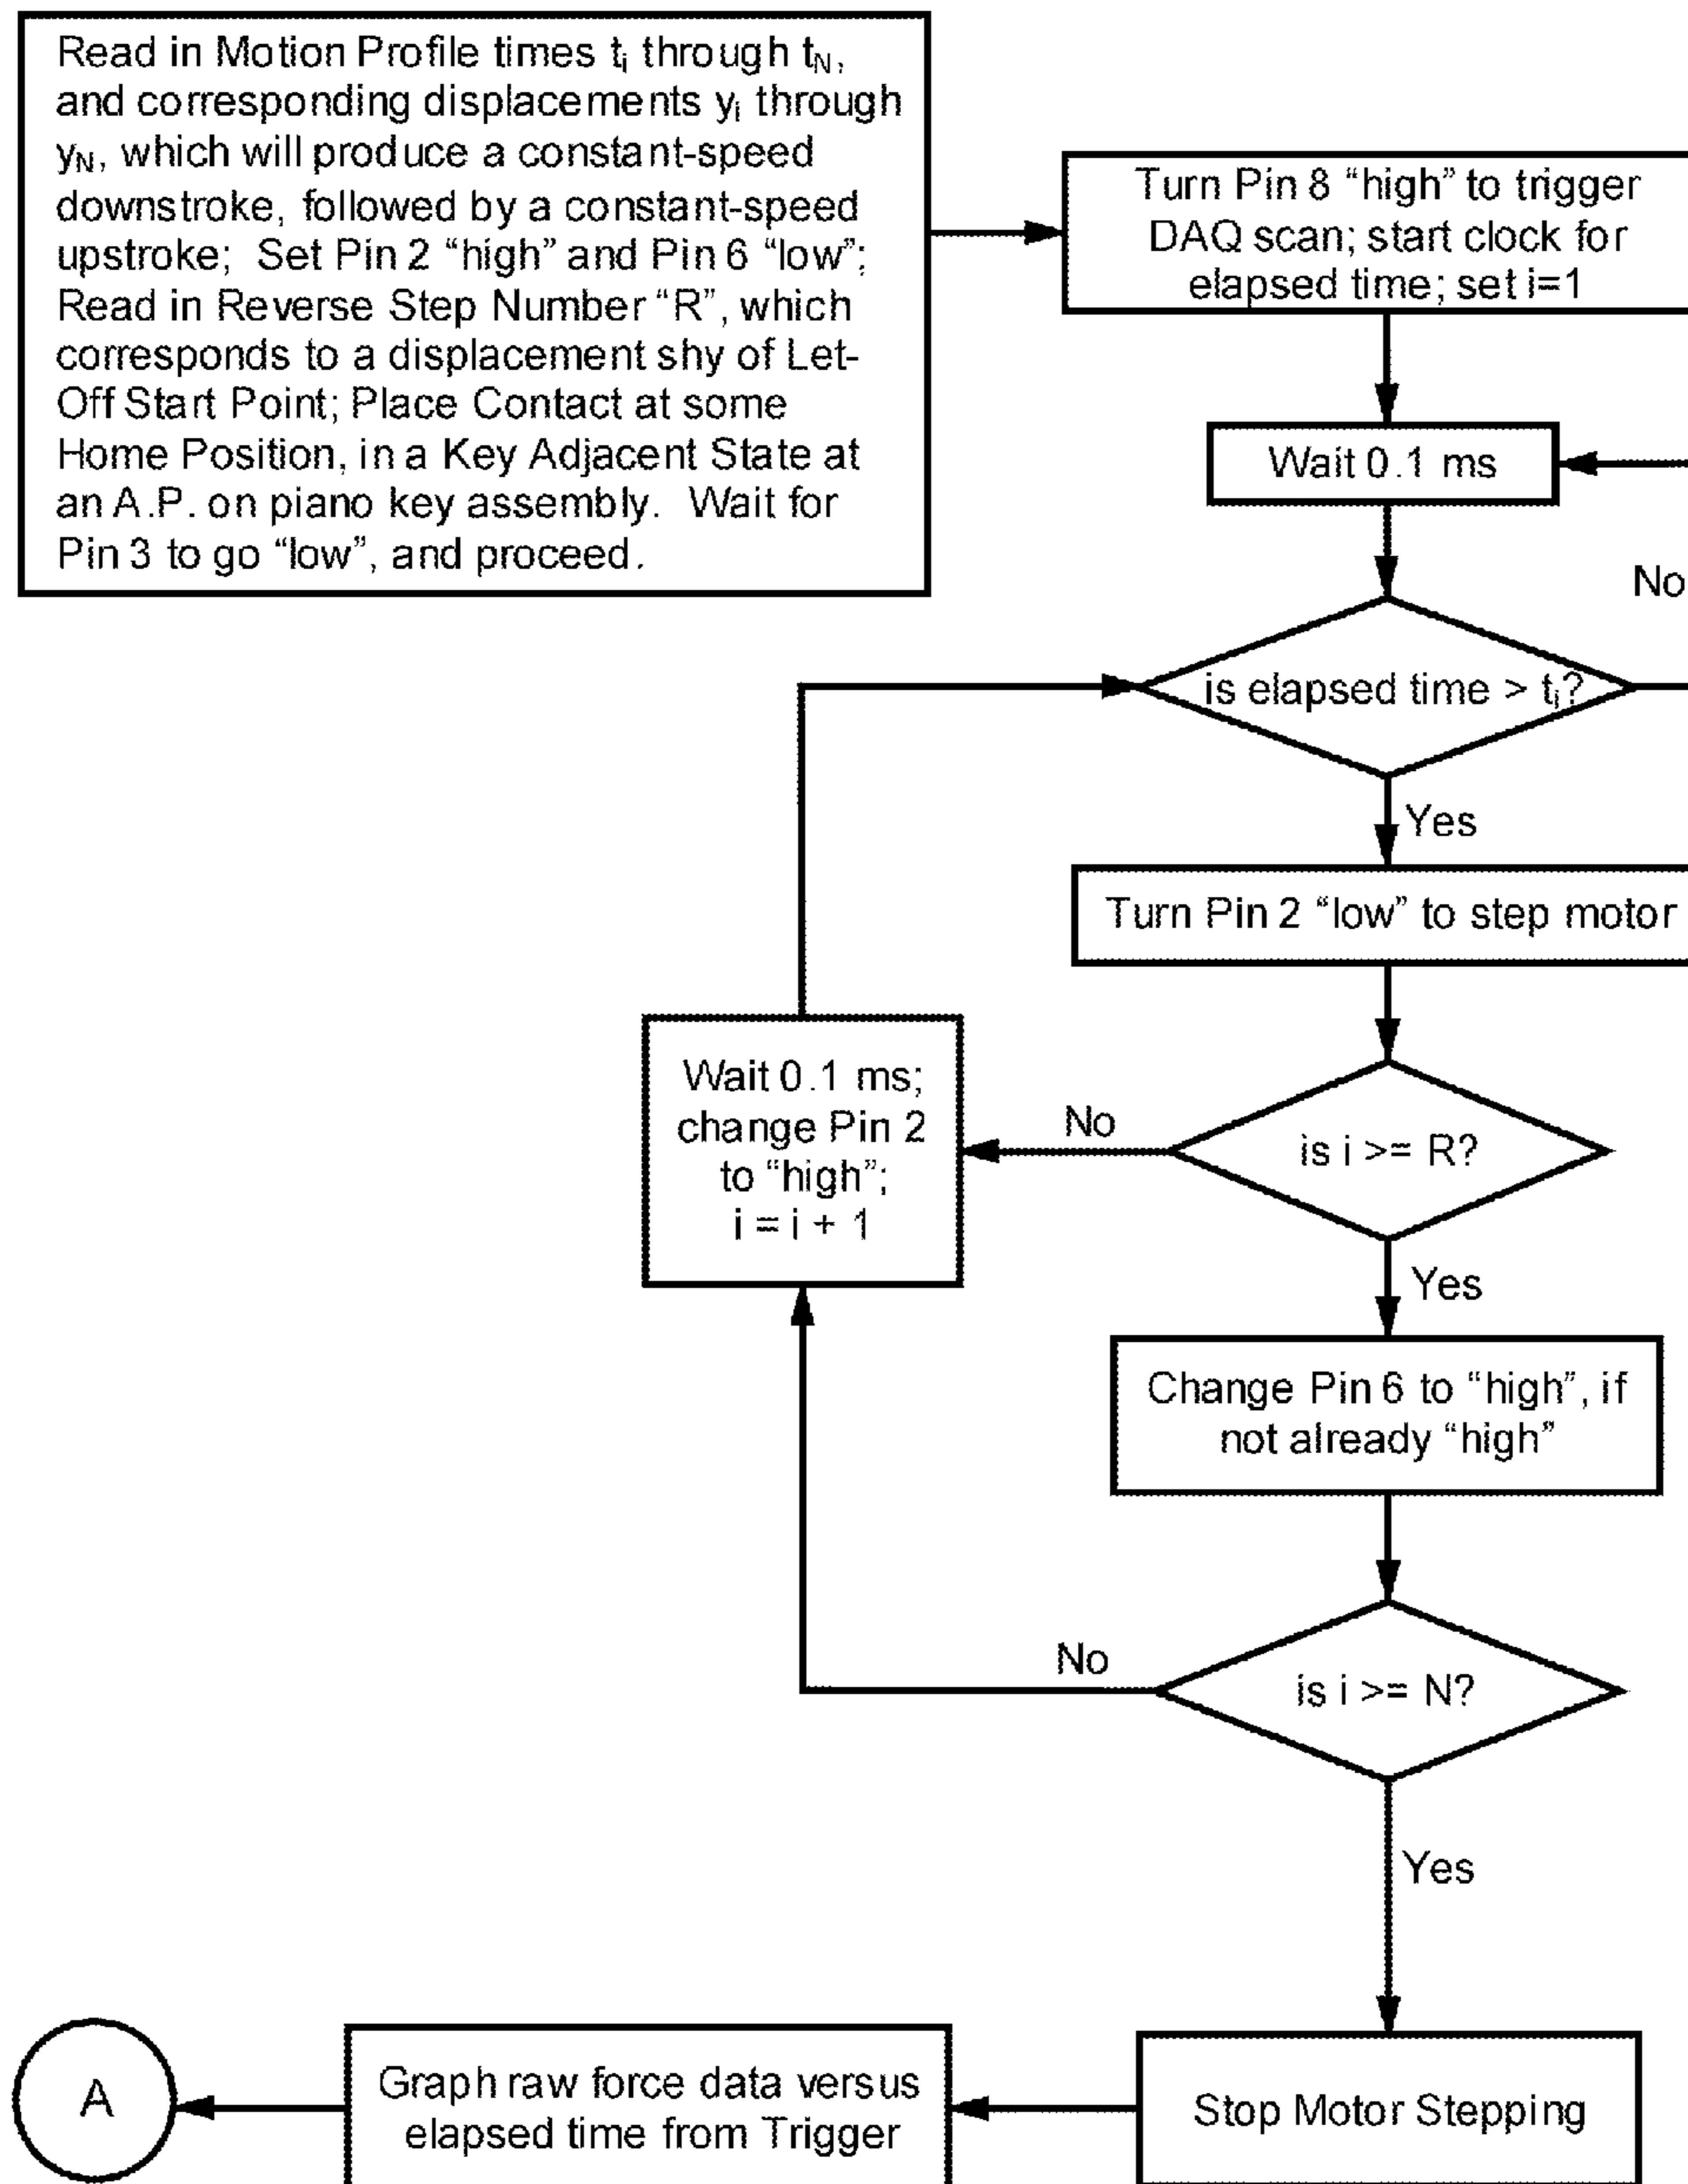 Read in Motion Profile times tᵢ through t_N,
and corresponding displacements yᵢ through
y_N, which will produce a constant-speed
downstroke, followed by a constant-speed
upstroke; Set Pin 2 “high” and Pin 6 “low”;
Read in Reverse Step Number “R”, which
corresponds to a displacement shy of Let-
Off Start Point; Place Contact at some
Home Position, in a Key Adjacent State at
an A.P. on piano key assembly. Wait for
Pin 3 to go “low”, and proceed.
Turn Pin 8 “high” to trigger
DAQ scan; start clock for
elapsed time; set i=1
Wait 0.1 ms
No
is elapsed time > tᵢ?
Yes
Turn Pin 2 “low” to step motor
Wait 0.1 ms;
change Pin 2
to “high”;
i = i + 1
No
is i >= R?
Yes
Change Pin 6 to “high”, if
not already “high”
No
is i >= N?
Yes
Stop Motor Stepping
Graph raw force data versus
elapsed time from Trigger
A